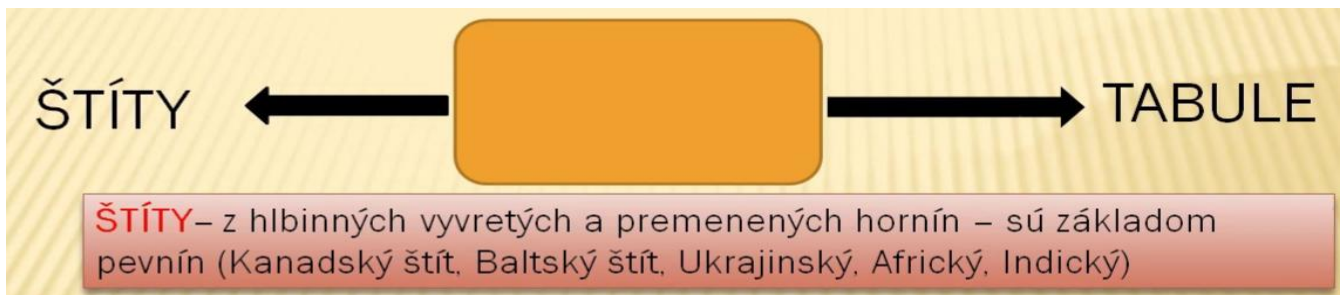 ŠTÍTY
TABULE
ŠTÍTY– z hlbinných vyvretých a premenených hornín – sú základom
pevnín (Kanadský štít, Baltský štít, Ukrajinský, Africký, Indický)